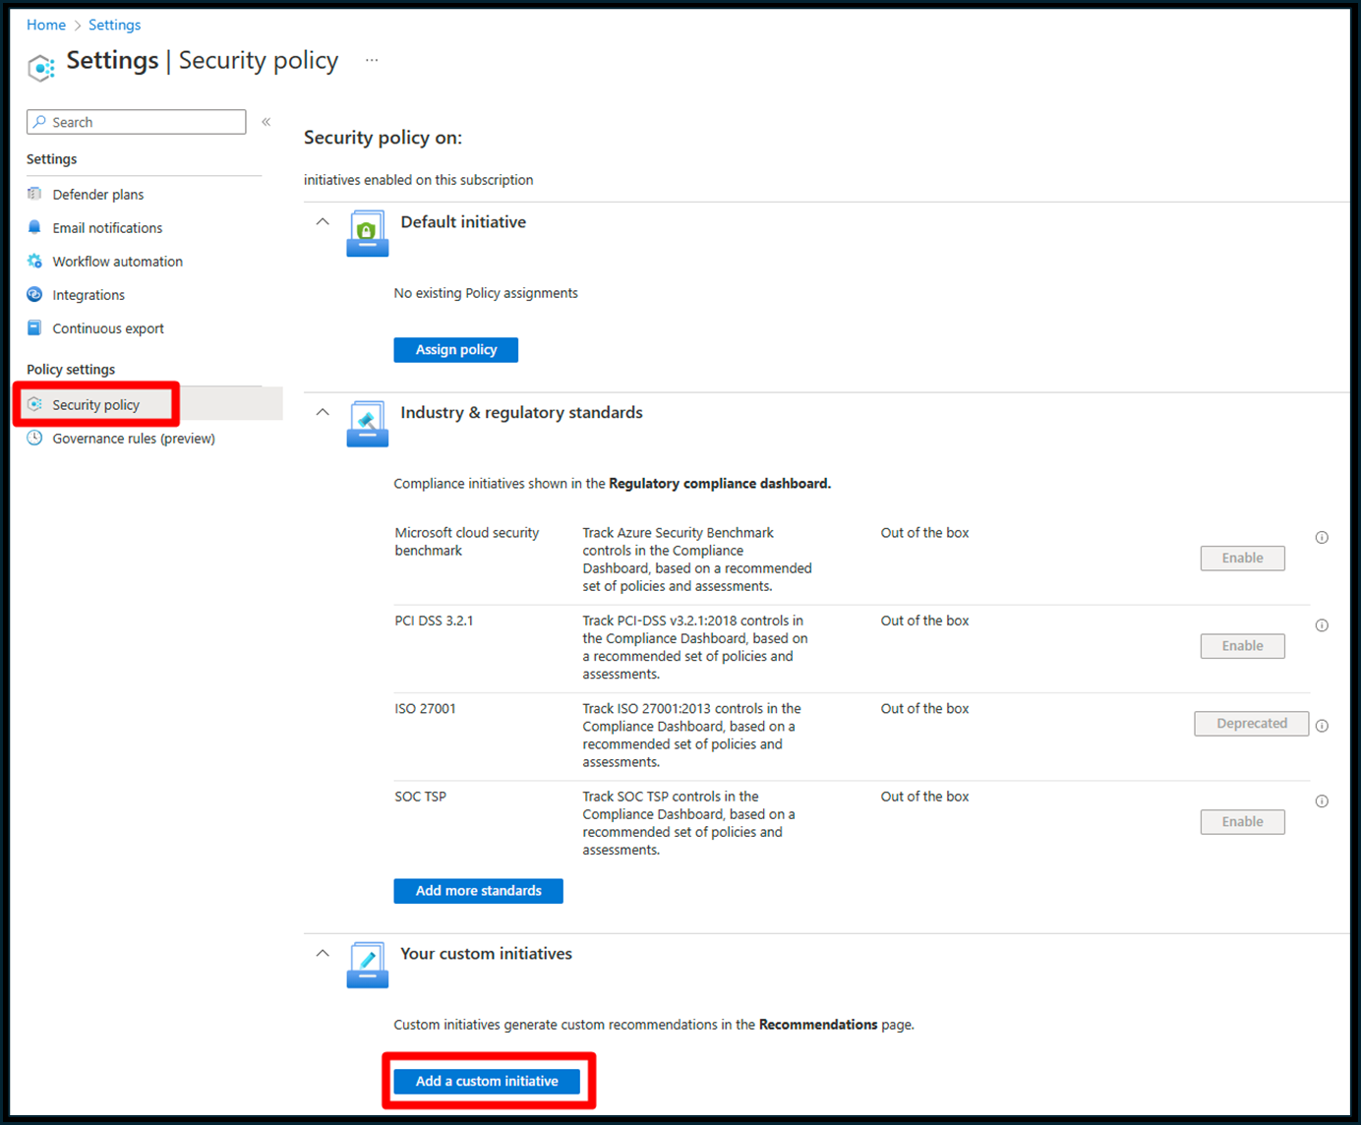 Home > Settings
Settings | Security policy ...
Search «
Settings
Defender plans
Email notifications
Workflow automation
Integrations
Continuous export
Policy settings
Security policy
Governance rules (preview)
Security policy on:
initiatives enabled on this subscription
Default initiative
No existing Policy assignments
Assign policy
Industry & regulatory standards
Compliance initiatives shown in the Regulatory compliance dashboard.
Microsoft cloud security
benchmark
Track Azure Security Benchmark
controls in the Compliance
Dashboard, based on a recommended
set of policies and assessments.
Out of the box
Enable
PCI DSS 3.2.1
Track PCI-DSS v3.2.1:2018 controls in
the Compliance Dashboard, based on
a recommended set of policies and
assessments.
Out of the box
Enable
ISO 27001
Track ISO 27001:2013 controls in the
Compliance Dashboard, based on a
recommended set of policies and
assessments.
Out of the box
Deprecated
SOC TSP
Track SOC TSP controls in the
Compliance Dashboard, based on a
recommended set of policies and
assessments.
Out of the box
Enable
Add more standards
Your custom initiatives
Custom initiatives generate custom recommendations in the Recommendations page.
Add a custom initiative